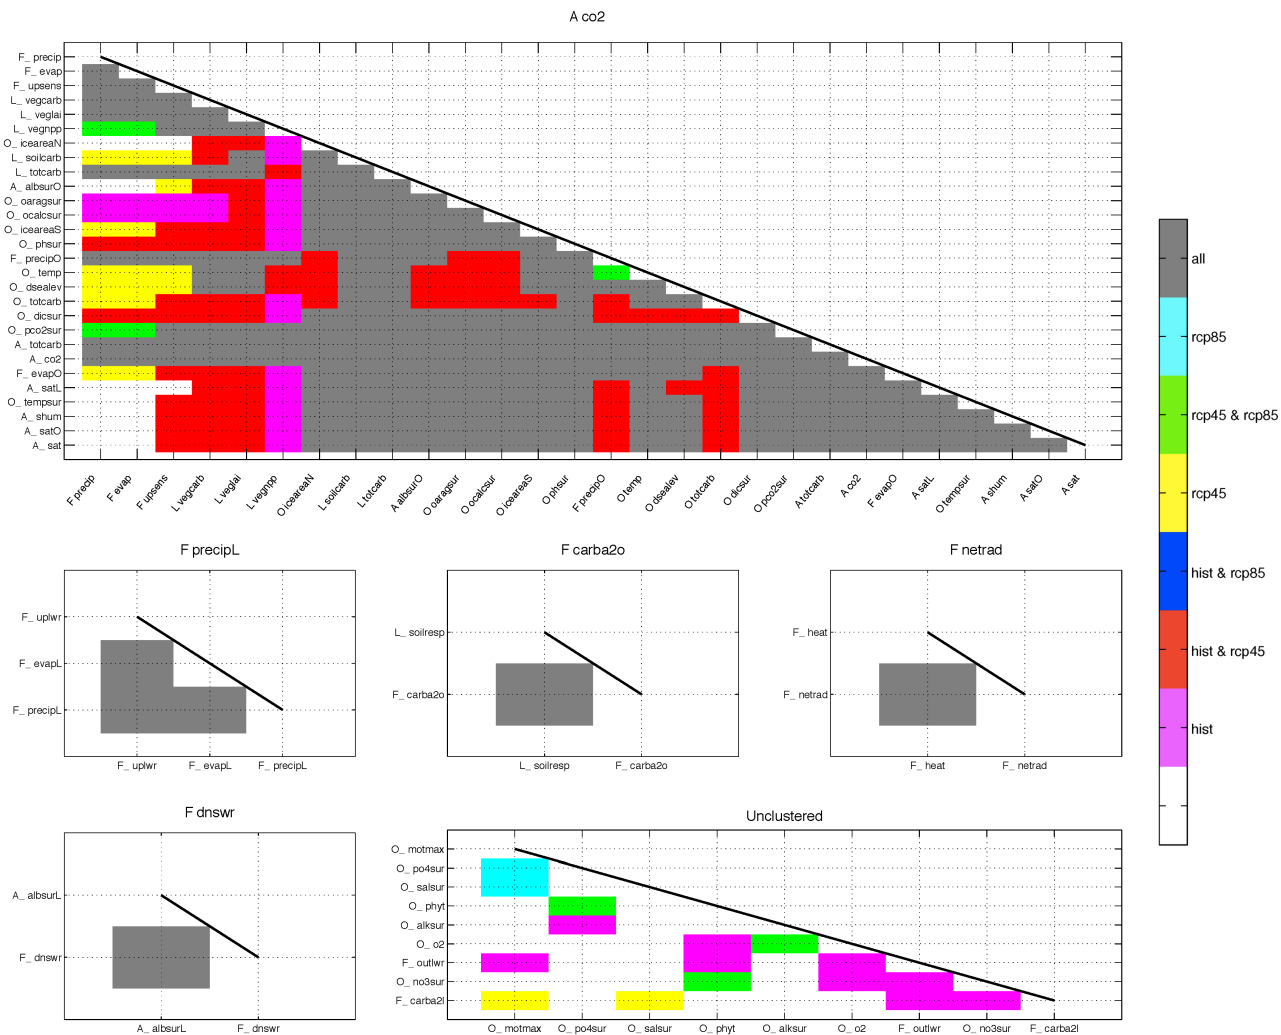 A co2
F_ precip
F_ evap
F_ upsens
L_ vegcarb
L_ veglai
L_ vegnpp
O_ iceareaN
L_ soilcarb
L_ totcarb
A_ albsurO
O_ oaragsur
O_ ocalcsur
O_ iceareaS
O_ phsur
F_ precipO
O_ temp
O_ dsealev
O_ totcarb
O_ dicsur
O_ pco2sur
A_ totcarb
A_ co2
F_ evapO
A_ satL
O_ tempsur
A_ shum
A_ satO
A_ sat
F precip
F evap
F upsens
L vegcarb
L veglai
L vegnpp
O iceareaN
L soilcarb
L totcarb
A albsurO
O oaragsur
O ocalcsur
O iceareaS
O phsur
F precipO
O temp
O dsealev
O totcarb
O dicsur
O pco2sur
A totcarb
A co2
F evapO
A satL
O tempsur
A shum
A satO
A sat
all
rcp85
rcp45 & rcp85
rcp45
hist & rcp85
hist & rcp45
hist
F precipL
F_ uplwr
F_ evapL
F_ precipL
F_ uplwr F_ evapL F_ precipL
F carba2o
L_ soilresp
F_ carba2o
L_ soilresp F_ carba2o
F netrad
F_ heat
F_ netrad
F_ heat F_ netrad
F dnswr
A_ albsurL
F_ dnswr
A_ albsurL F_ dnswr
Unclustered
O_ motmax
O_ po4sur
O_ salsur
O_ phyt
O_ alksur
O_ o2
F_ outlwr
O_ no3sur
F_ carba2l
O_ motmax O_ po4sur O_ salsur O_ phyt O_ alksur O_ o2 F_ outlwr O_ no3sur F_ carba2l